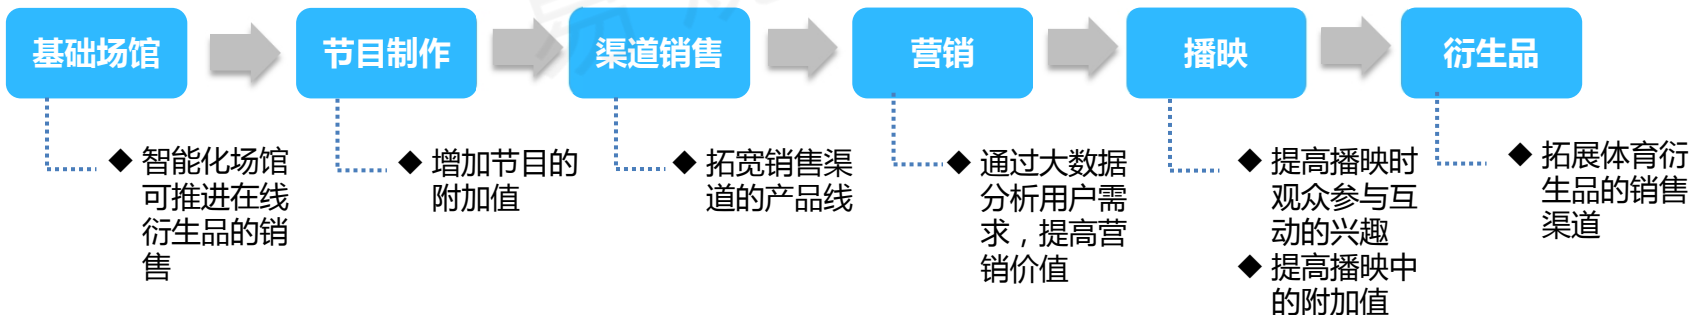 基础场馆
节目制作
渠道销售
营销
播映
衍生品
◆ 智能化场馆
可推进在线
衍生品的销
售
◆ 增加节目的
附加值
◆ 拓宽销售渠
道的产品线
◆ 通过大数据
分析用户需
求，提高营
销价值
◆ 提高播映时
观众参与互
动的兴趣
◆ 提高播映中
的附加值
◆ 拓展体育衍
生品的销售
渠道